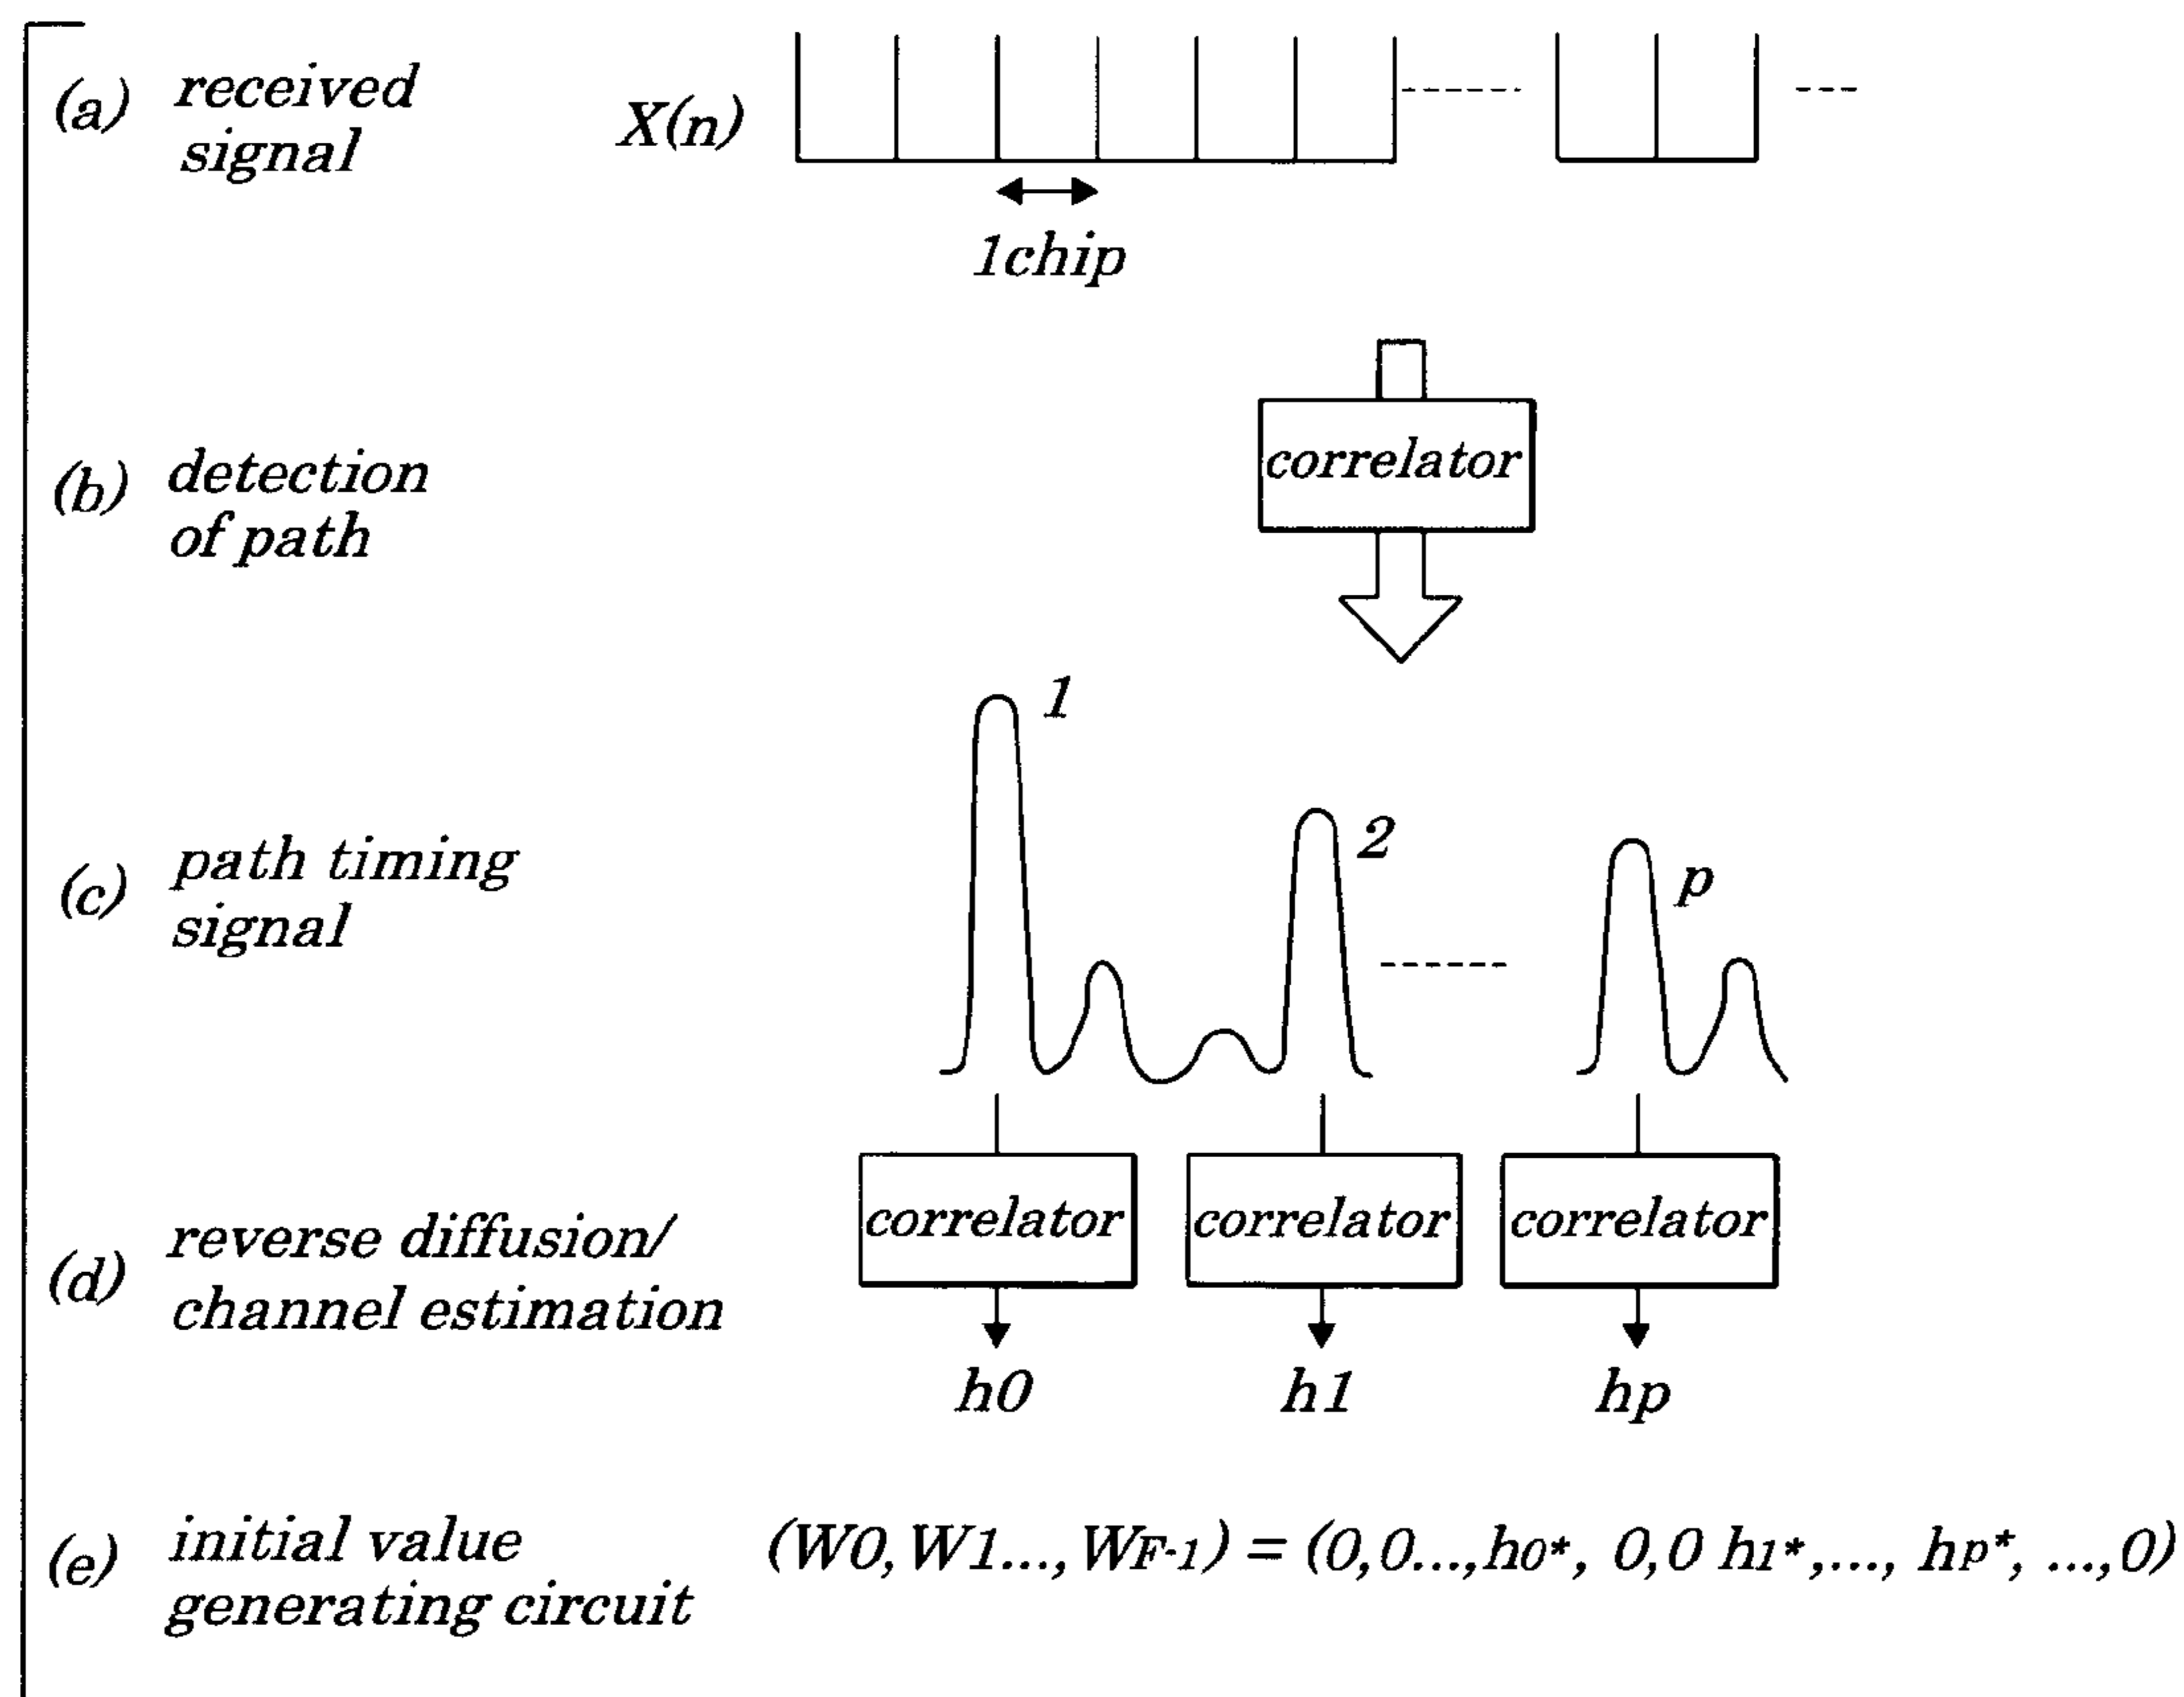 (a) received
signal
X(n)
1chip
(b) detection
of path
correlator
1
2
p
(c) path timing
signal
(d) reverse diffusion/
channel estimation
correlator correlator correlator
h0 h1 hp
(e) initial value
generating circuit
(W0,W1...,WF-1) = (0,0...,h0*, 0,0 h1*,..., hp*, ...,0)